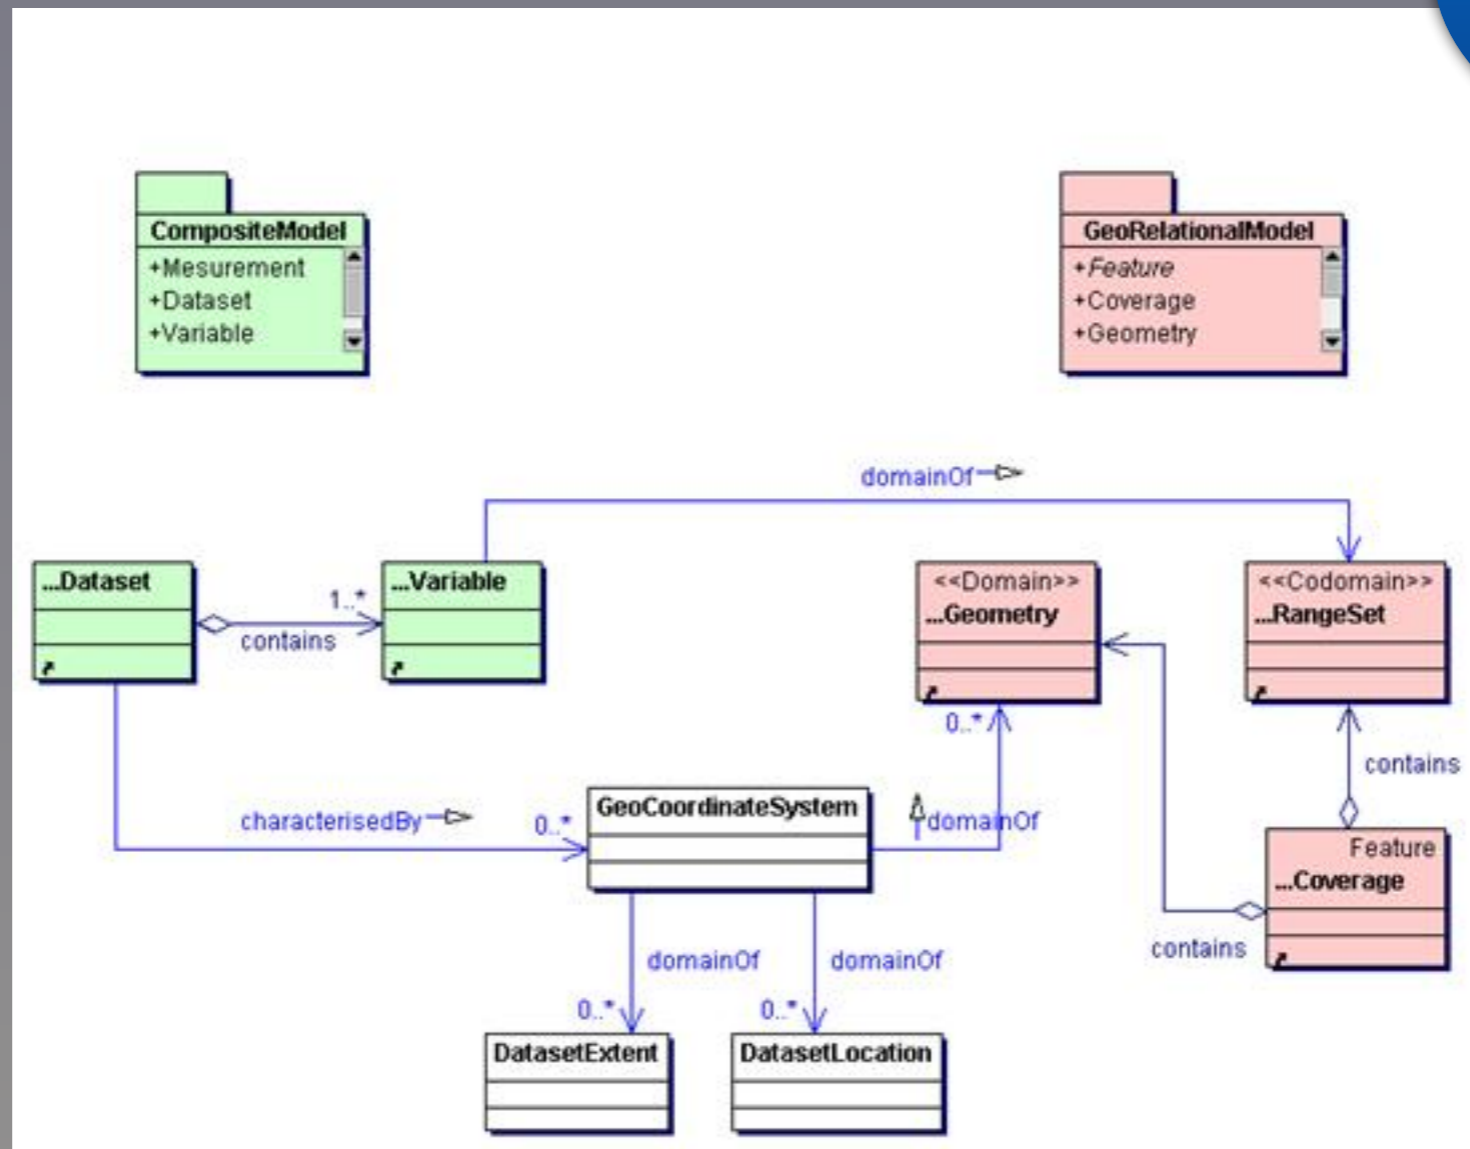 CompositeModel
+Mesurement
+Dataset
+Variable
GeoRelationalModel
+Feature
+Coverage
+Geometry
domainOf
...Dataset
1..*
contains
...Variable
<<Domain>>
...Geometry
<<Codomain>>
...RangeSet
0..*
contains
characterisedBy
0..*
GeoCoordinateSystem
domainOf
Feature
...Coverage
contains
domainOf
domainOf
0..*
0..*
DatasetExtent
DatasetLocation